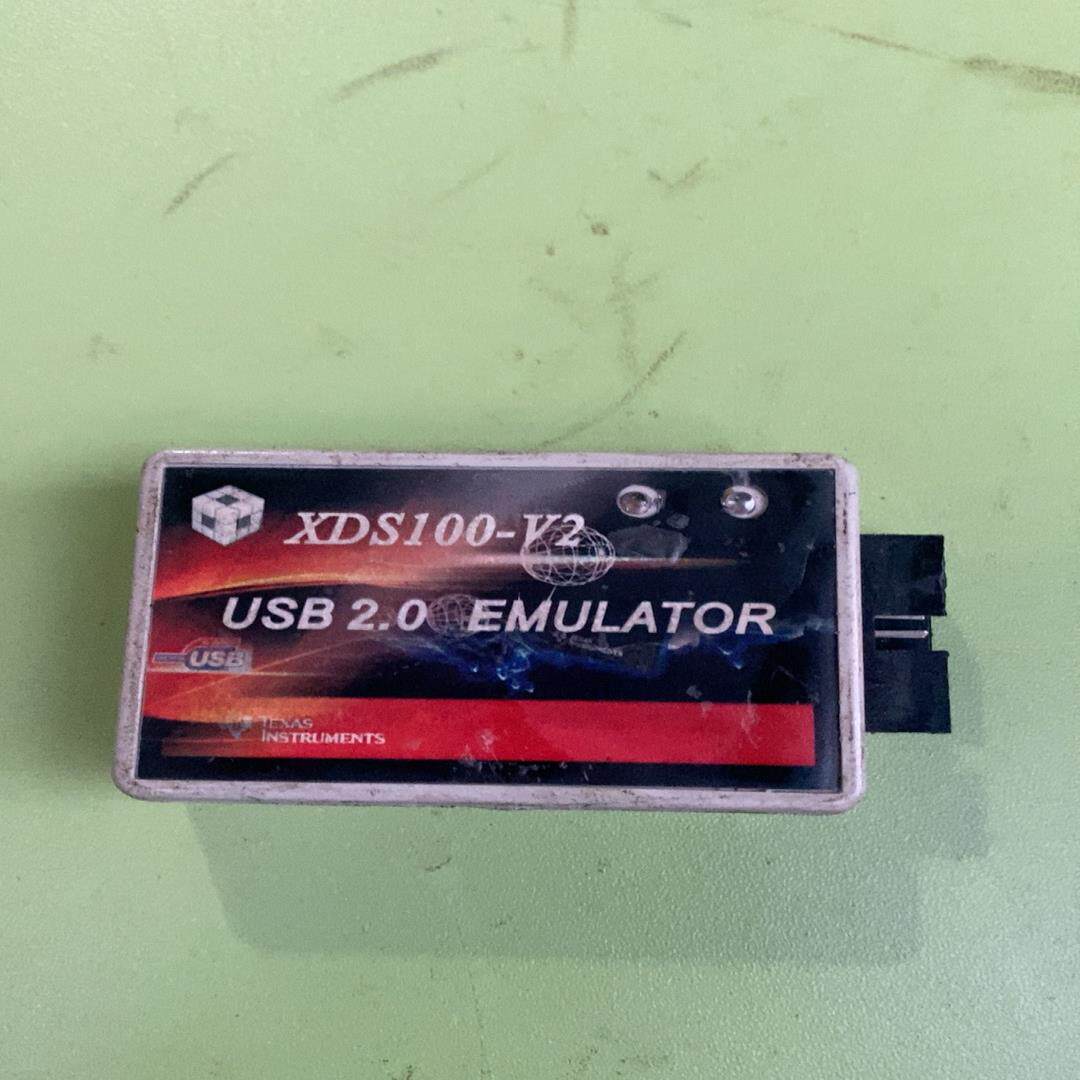 XDS100-V2
USB 2.0 EMULATOR
USB
TEXAS
INSTRUMENTS